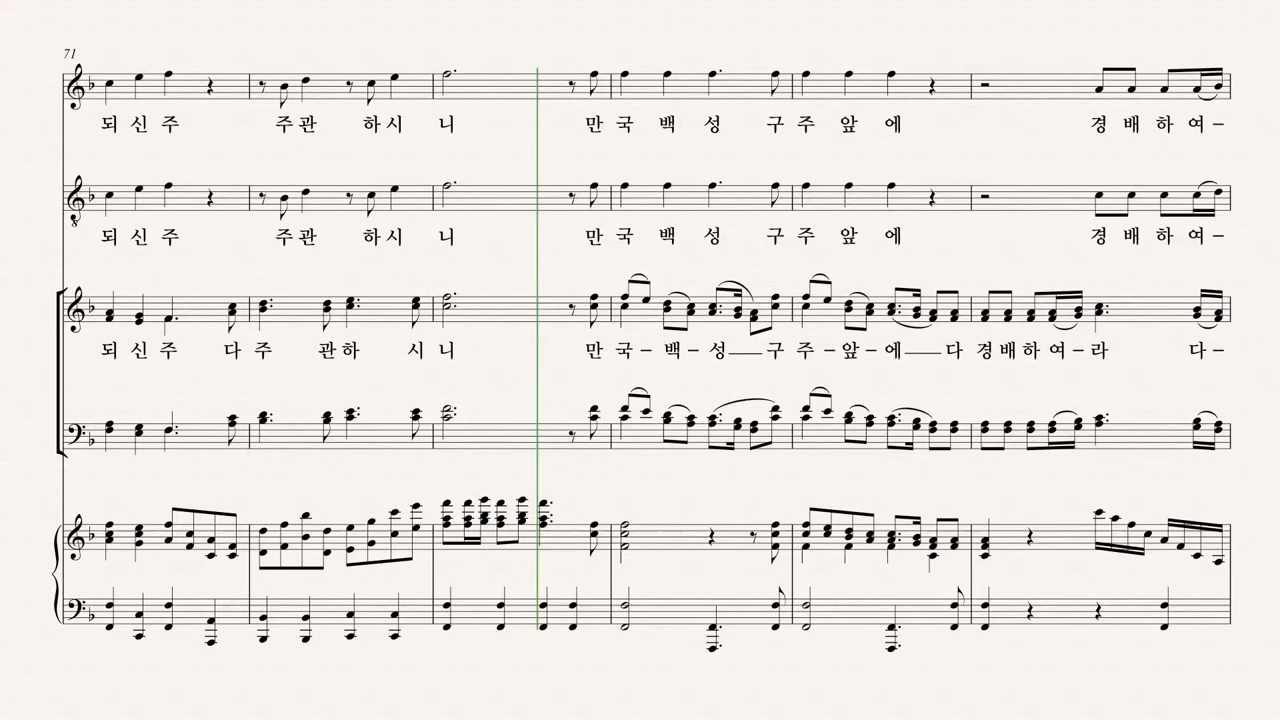 71
되 신 주 주 관 하 시 니 만 국 백 성 구 주 앞 에 경 배 하 여 -
되 신 주 주 관 하 시 니 만 국 백 성 구 주 앞 에 경 배 하 여 -
되 신 주 다 주 관 하 시 니 만 국 - 백 - 성 구 주 - 앞 - 에 다 경 배 하 여 - 라 다 -